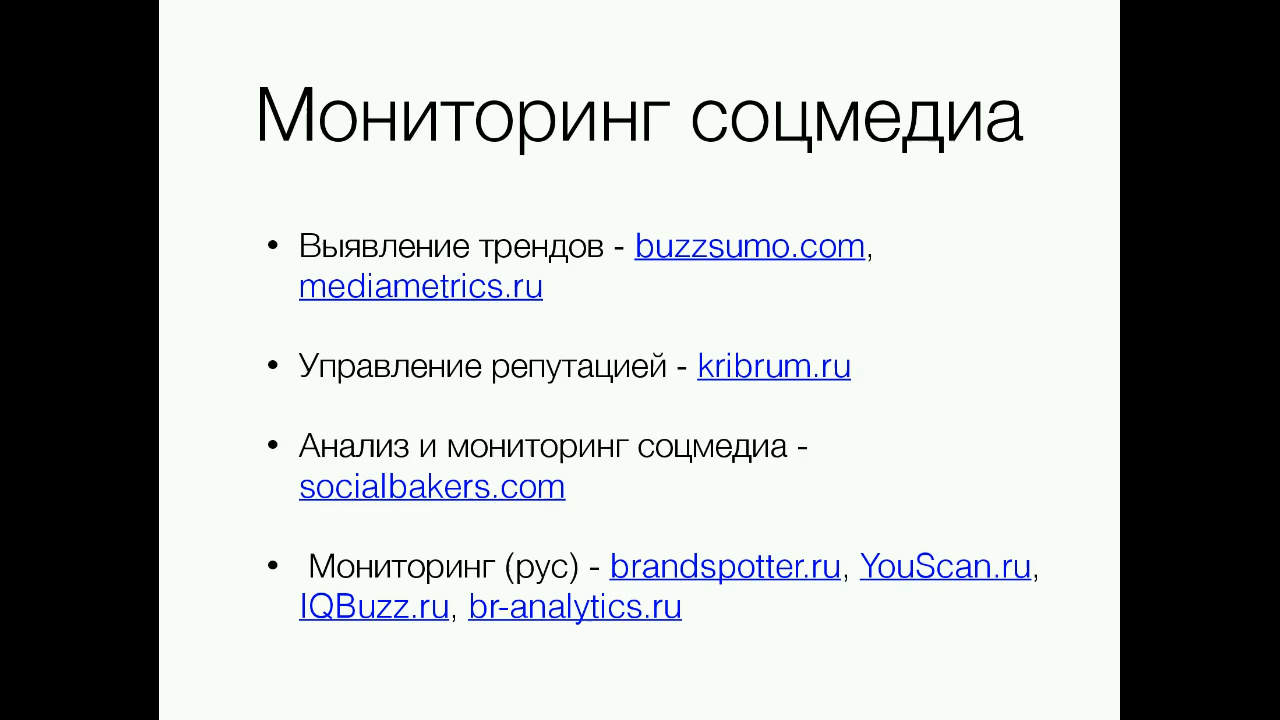 Мониторинг соцмедиа
• Выявление трендов - buzzsumo.com,
mediametrics.ru
• Управление репутацией - kribrum.ru
• Анализ и мониторинг соцмедиа -
socialbakers.com
• Мониторинг (рус) - brandspotter.ru, YouScan.ru,
IQBuzz.ru, br-analytics.ru